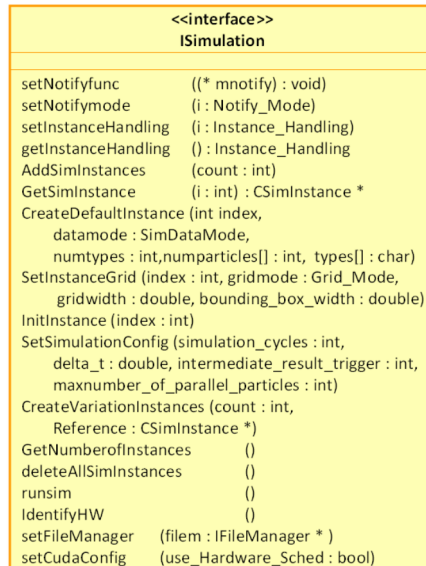 <<interface>>
ISimulation
setNotifyfunc ((* mnotify) : void)
setNotifymode (i : Notify_Mode)
setInstanceHandling (i : Instance_Handling)
getInstanceHandling () : Instance_Handling
AddSimInstances (count : int)
GetSimInstance (i : int) : CSimInstance *
CreateDefaultInstance (int index,
datamode : SimDataMode,
numtypes : int,numparticles[] : int, types[] : char)
SetInstanceGrid (index : int, gridmode : Grid_Mode,
gridwidth : double, bounding_box_width : double)
InitInstance (index : int)
SetSimulationConfig (simulation_cycles : int,
delta_t : double, intermediate_result_trigger : int,
maxnumber_of_parallel_particles : int)
CreateVariationInstances (count : int,
Reference : CSimInstance *)
GetNumberofInstances ()
deleteAllSimInstances ()
runsim ()
IdentifyHW ()
setFileManager (filem : IFileManager * )
setCudaConfig (use_Hardware_Sched : bool)